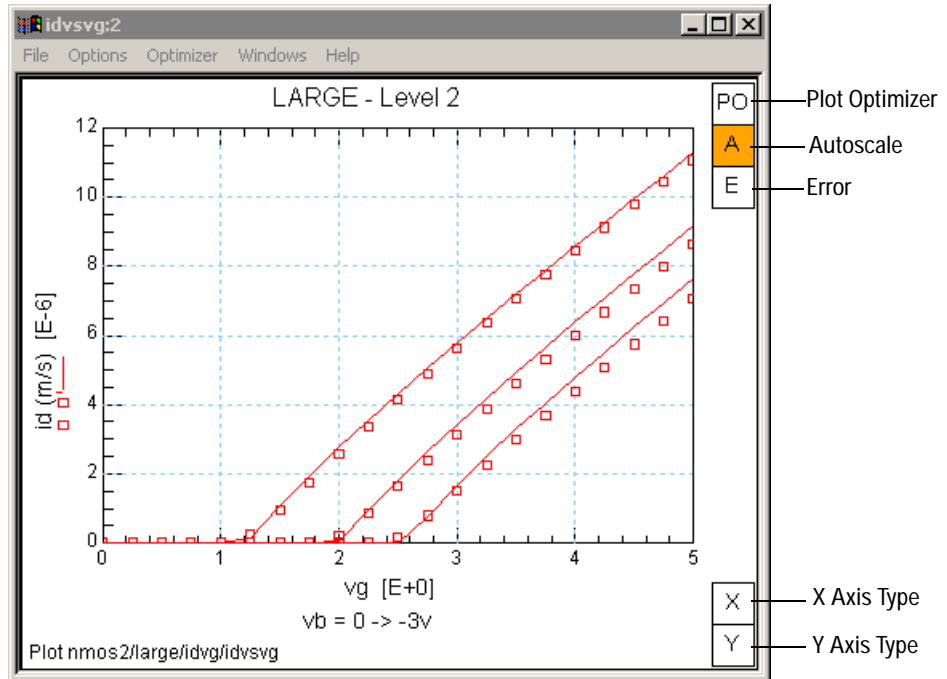 idvsvg:2
File Options Optimizer Windows Help
LARGE - Level 2
PO
Plot Optimizer
A
Autoscale
E
Error
12
10
8
6
4
2
0
id (m/s) [E-6]
0 1 2 3 4 5
vg [E+0]
vb = 0 -> -3v
X
X Axis Type
Y
Y Axis Type
Plot nmos2/large/idvg/idvsvg